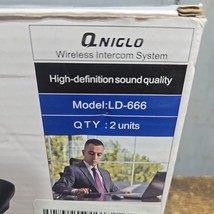 QNIGLO
Wireless Intercom System
High-definition sound quality
Model:LD-666
QTY:2 units